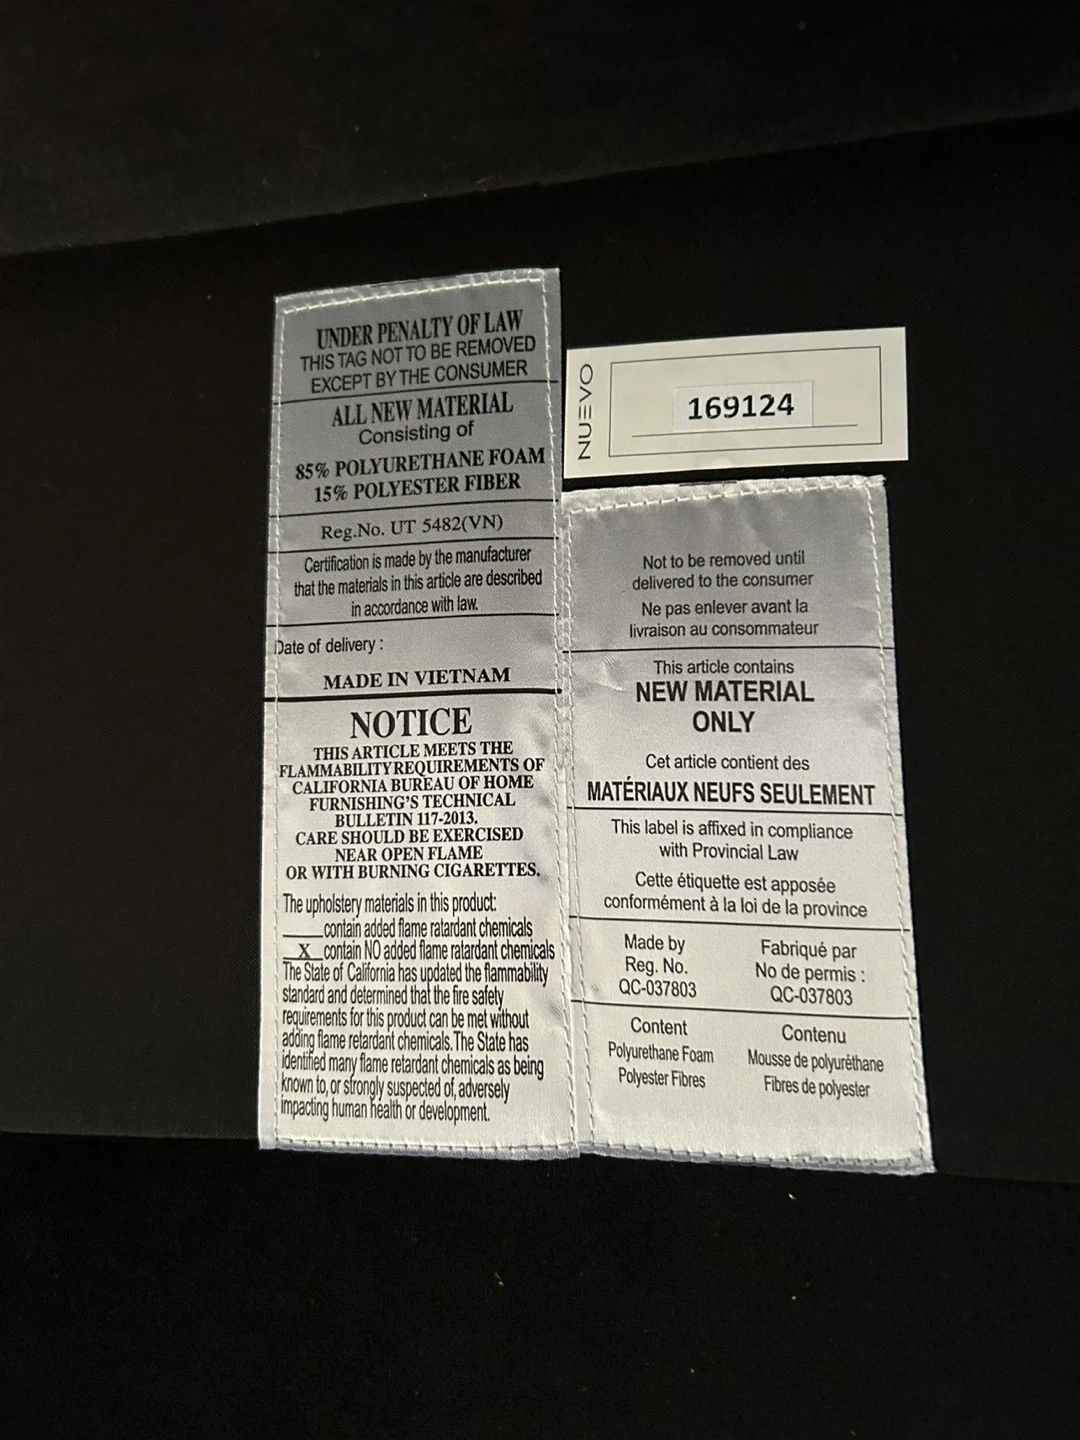 UNDER PENALTY OF LAW
THIS TAG NOT TO BE REMOVED
EXCEPT BY THE CONSUMER
ALL NEW MATERIAL
Consisting of
85% POLYURETHANE FOAM
15% POLYESTER FIBER
Reg.No. UT 5482(VN)
Certification is made by the manufacturer
that the materials in this article are described
in accordance with law.
Date of delivery :
MADE IN VIETNAM
NOTICE
THIS ARTICLE MEETS THE
FLAMMABILITY REQUIREMENTS OF
CALIFORNIA BUREAU OF HOME
FURNISHING'S TECHNICAL
BULLETIN 117-2013.
CARE SHOULD BE EXERCISED
NEAR OPEN FLAME
OR WITH BURNING CIGARETTES.
The upholstery materials in this product:
____contain added flame ratardant chemicals
__X__contain NO added flame ratardant chemicals
The State of California has updated the flammability
standard and determined that the fire safety
requirements for this product can be met without
adding flame retardant chemicals.The State has
identified many flame retardant chemicals as being
known to, or strongly suspected of, adversely
impacting human health or development.
NUEVO
169124
Not to be removed until
delivered to the consumer
Ne pas enlever avant la
livraison au consommateur
This article contains
NEW MATERIAL
ONLY
Cet article contient des
MATÉRIAUX NEUFS SEULEMENT
This label is affixed in compliance
with Provincial Law
Cette étiquette est apposée
conformément à la loi de la province
Made by
Reg. No.
QC-037803
Fabriqué par
No de permis :
QC-037803
Content
Polyurethane Foam
Polyester Fibres
Contenu
Mousse de polyuréthane
Fibres de polyester